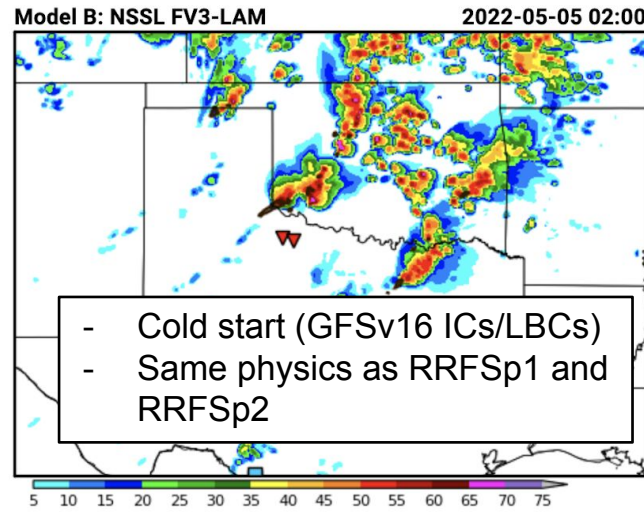 Model B: NSSL FV3-LAM 2022-05-05 02:00
- Cold start (GFSv16 ICs/LBCs)
- Same physics as RRFSp1 and
RRFSp2
5 10 15 20 25 30 35 40 45 50 55 60 65 70 75